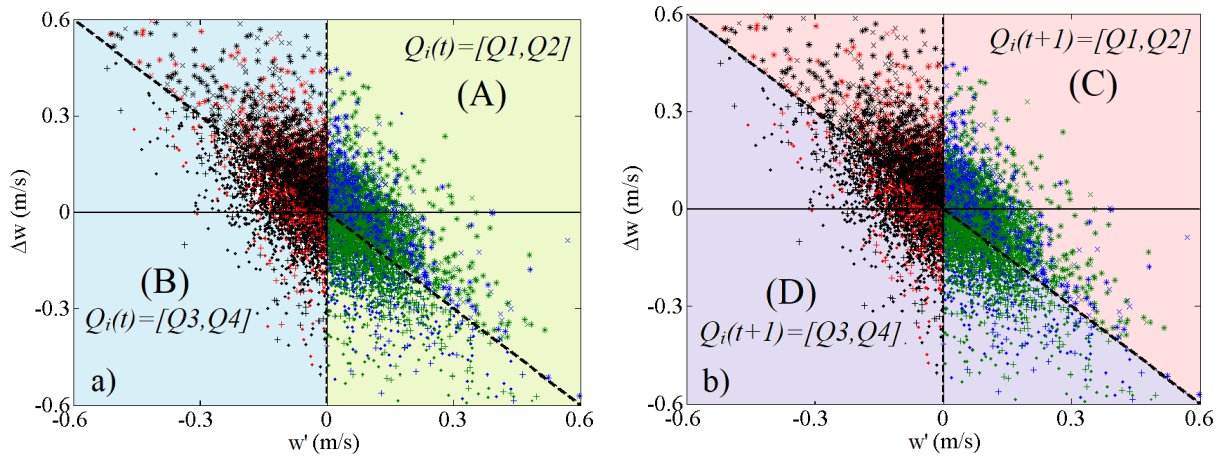 0.6
0.3
0
-0.3
-0.6
Δw (m/s)
-0.6
-0.3
0
0.3
0.6
w' (m/s)
Qi(t)=[Q1,Q2]
(A)
(B)
Qi(t)=[Q3,Q4]
a)
0.6
0.3
0
-0.3
-0.6
Δw (m/s)
-0.6
-0.3
0
0.3
0.6
w' (m/s)
Qi(t+1)=[Q1,Q2]
(C)
(D)
Qi(t+1)=[Q3,Q4]
b)